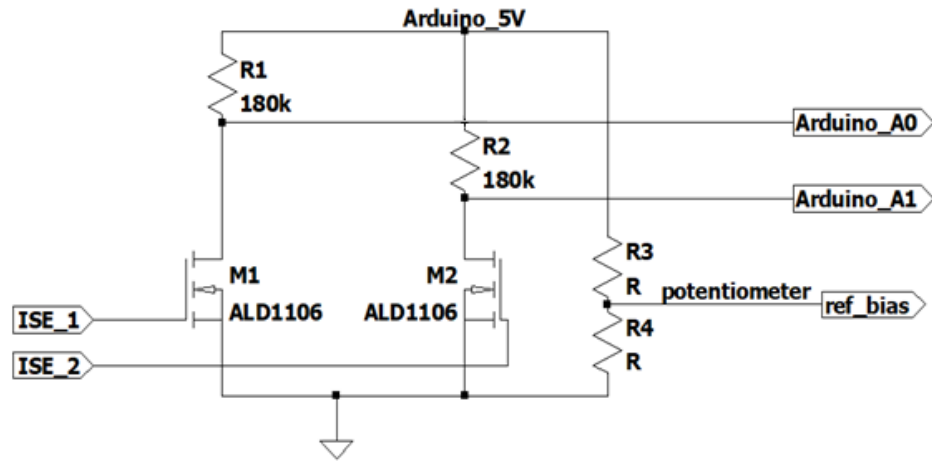 Arduino_5V
R1
180k
Arduino_A0
R2
180k
Arduino_A1
R3
R
M1
M2
potentiometer
ref_bias
ALD1106
ALD1106
ISE_1
R4
R
ISE_2